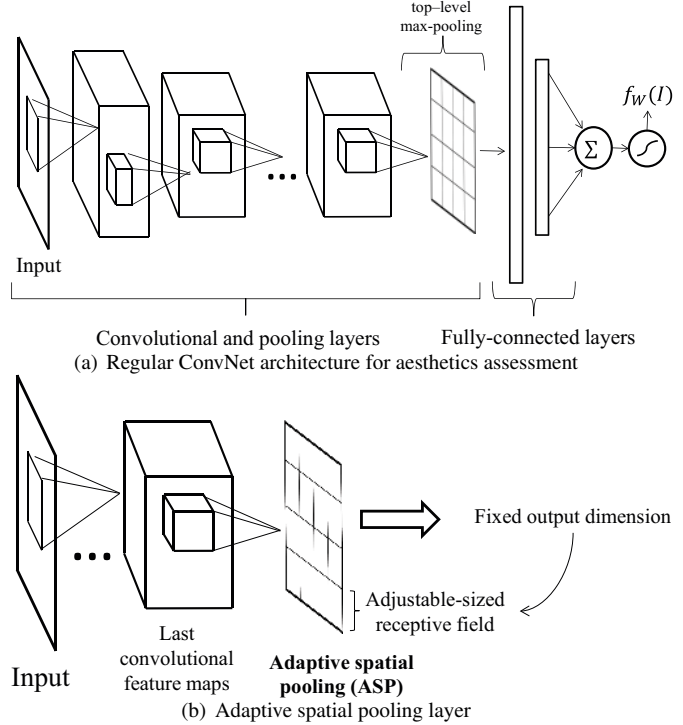 top–level
max-pooling
f_W(I)
Σ
Input
Convolutional and pooling layers
Fully-connected layers
(a) Regular ConvNet architecture for aesthetics assessment
Fixed output dimension
Adjustable-sized
receptive field
Last
convolutional
feature maps
Adaptive spatial
pooling (ASP)
Input
(b) Adaptive spatial pooling layer